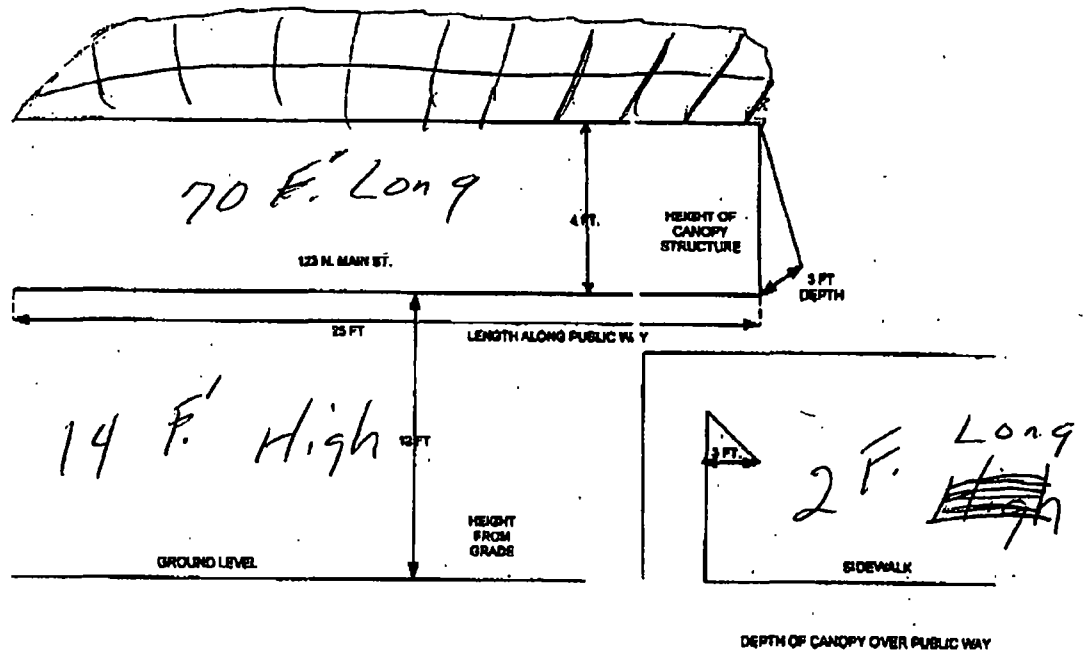 70 F.' Long
4 FT.
HEIGHT OF
CANOPY
STRUCTURE
123 N. MAIN ST.
3 FT
DEPTH
25 FT
LENGTH ALONG PUBLIC WAY
14 F.' High
12 FT
HEIGHT
FROM
GRADE
GROUND LEVEL
3 FT.
2 F. Long
SIDEWALK
DEPTH OF CANOPY OVER PUBLIC WAY